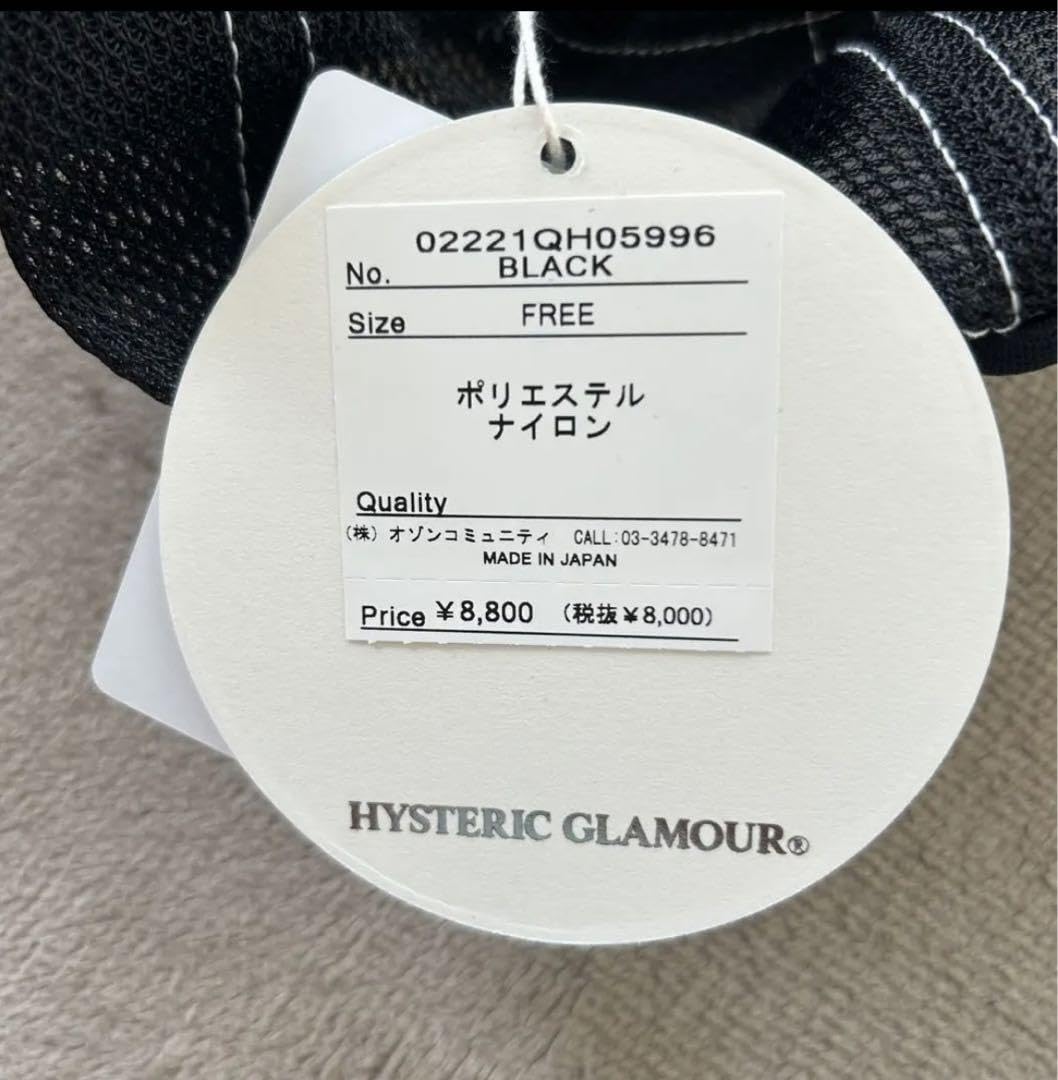 02221QH05996
No. BLACK
Size FREE
ポリエステル
ナイロン
Quality
(株) オゾンコミュニティ CALL:03-3478-8471
MADE IN JAPAN
Price ¥8,800 (税抜¥8,000)
HYSTERIC GLAMOUR®